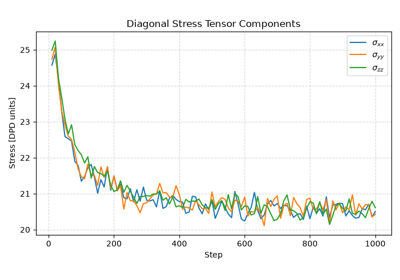 Diagonal Stress Tensor Components
25
24
23
22
21
20
Stress [DPD units]
σxx
σyy
σzz
0
200
400
600
800
1000
Step